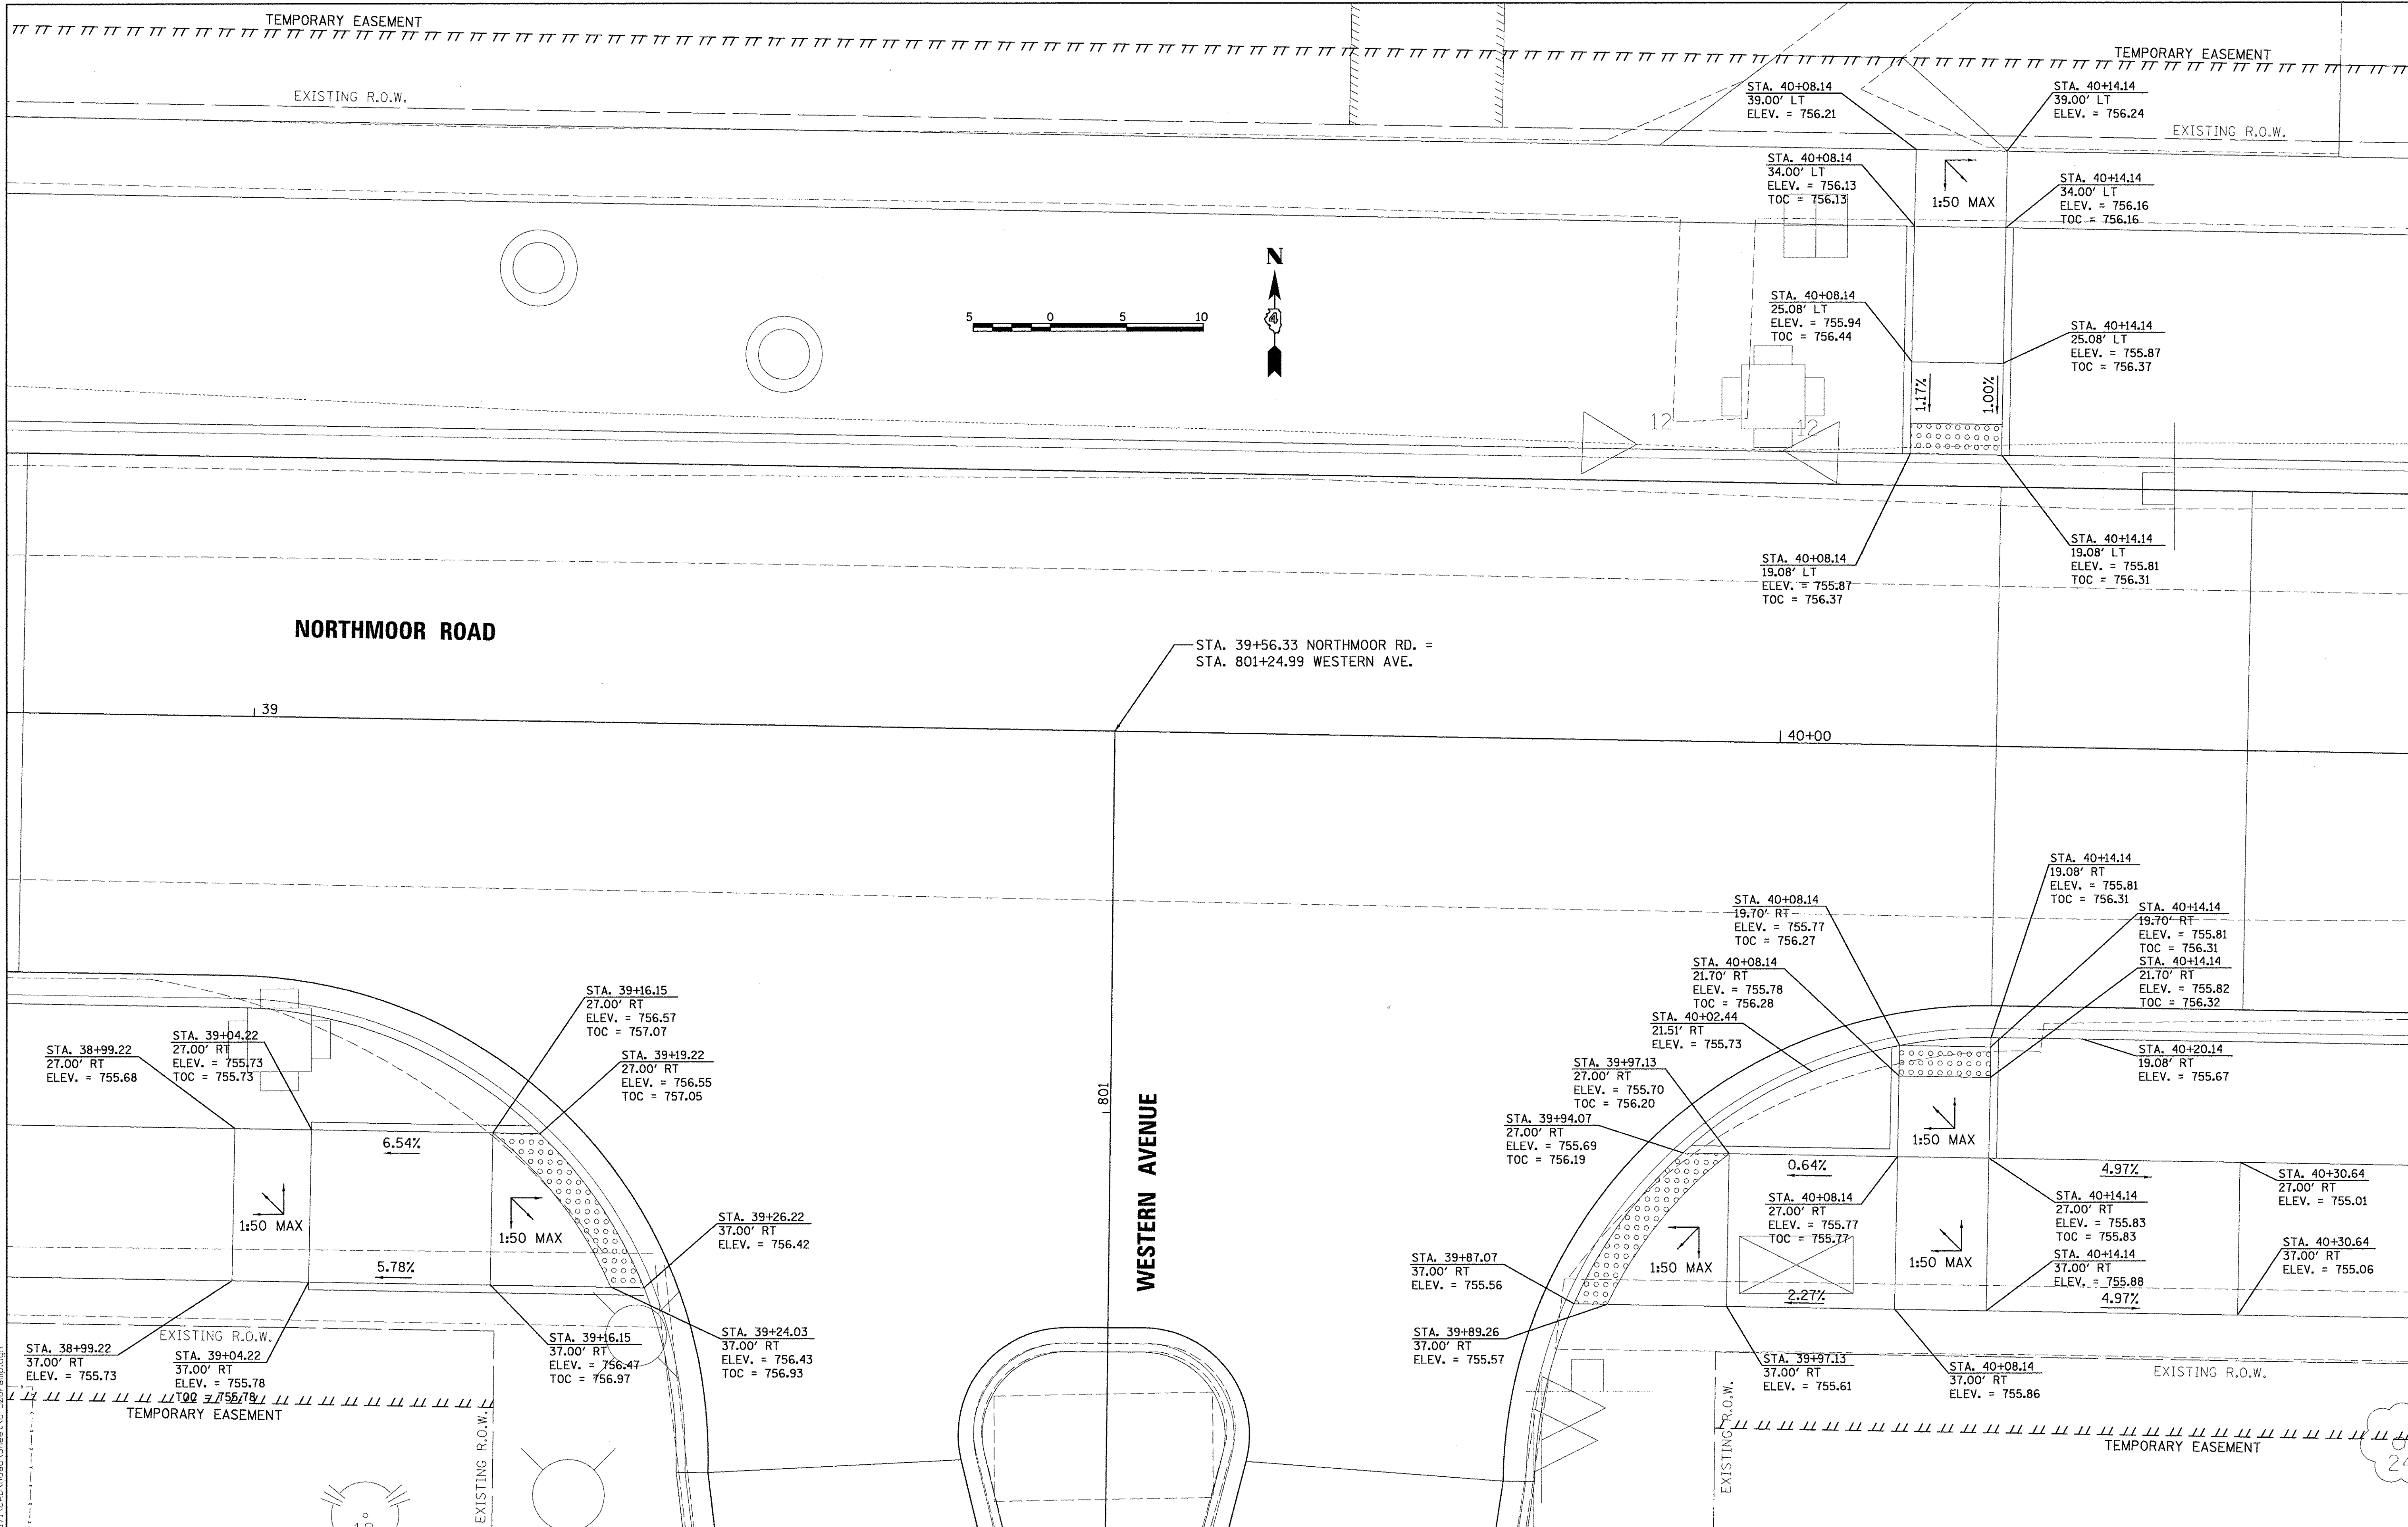 TEMPORARY EASEMENT
TEMPORARY EASEMENT
EXISTING R.O.W.
EXISTING R.O.W.
STA. 40+08.14
39.00' LT
ELEV. = 756.21
STA. 40+14.14
39.00' LT
ELEV. = 756.24
STA. 40+08.14
34.00' LT
ELEV. = 756.13
TOC = 756.13
1:50 MAX
STA. 40+14.14
34.00' LT
ELEV. = 756.16
TOC = 756.16
N
4
5 0 5 10
STA. 40+08.14
25.08' LT
ELEV. = 755.94
TOC = 756.44
STA. 40+14.14
25.08' LT
ELEV. = 755.87
TOC = 756.37
1.17%
1.00%
12
12
STA. 40+08.14
19.08' LT
ELEV. = 755.87
TOC = 756.37
STA. 40+14.14
19.08' LT
ELEV. = 755.81
TOC = 756.31
NORTHMOOR ROAD
STA. 39+56.33 NORTHMOOR RD. =
STA. 801+24.99 WESTERN AVE.
39
40+00
801
WESTERN AVENUE
STA. 39+16.15
27.00' RT
ELEV. = 756.57
TOC = 757.07
STA. 39+04.22
27.00' RT
ELEV. = 755.73
TOC = 755.73
STA. 38+99.22
27.00' RT
ELEV. = 755.68
STA. 39+19.22
27.00' RT
ELEV. = 756.55
TOC = 757.05
6.54%
1:50 MAX
1:50 MAX
5.78%
STA. 39+26.22
37.00' RT
ELEV. = 756.42
EXISTING R.O.W.
STA. 38+99.22
37.00' RT
ELEV. = 755.73
STA. 39+04.22
37.00' RT
ELEV. = 755.78
TOC = 755.78
STA. 39+16.15
37.00' RT
ELEV. = 756.47
TOC = 756.97
STA. 39+24.03
37.00' RT
ELEV. = 756.43
TOC = 756.93
TEMPORARY EASEMENT
EXISTING R.O.W.
STA. 40+14.14
19.08' RT
ELEV. = 755.81
TOC = 756.31
STA. 40+08.14
19.70' RT
ELEV. = 755.77
TOC = 756.27
STA. 40+14.14
19.70' RT
ELEV. = 755.81
TOC = 756.31
STA. 40+08.14
21.70' RT
ELEV. = 755.78
TOC = 756.28
STA. 40+14.14
21.70' RT
ELEV. = 755.82
TOC = 756.32
STA. 40+02.44
21.51' RT
ELEV. = 755.73
STA. 40+20.14
19.08' RT
ELEV. = 755.67
STA. 39+97.13
27.00' RT
ELEV. = 755.70
TOC = 756.20
STA. 39+94.07
27.00' RT
ELEV. = 755.69
TOC = 756.19
1:50 MAX
0.64%
4.97%
STA. 40+30.64
27.00' RT
ELEV. = 755.01
STA. 40+08.14
27.00' RT
ELEV. = 755.77
TOC = 755.77
STA. 40+14.14
27.00' RT
ELEV. = 755.83
TOC = 755.83
STA. 39+87.07
37.00' RT
ELEV. = 755.56
1:50 MAX
1:50 MAX
STA. 40+14.14
37.00' RT
ELEV. = 755.88
STA. 40+30.64
37.00' RT
ELEV. = 755.06
2.27%
4.97%
STA. 39+89.26
37.00' RT
ELEV. = 755.57
STA. 39+97.13
37.00' RT
ELEV. = 755.61
STA. 40+08.14
37.00' RT
ELEV. = 755.86
EXISTING R.O.W.
EXISTING R.O.W.
TEMPORARY EASEMENT